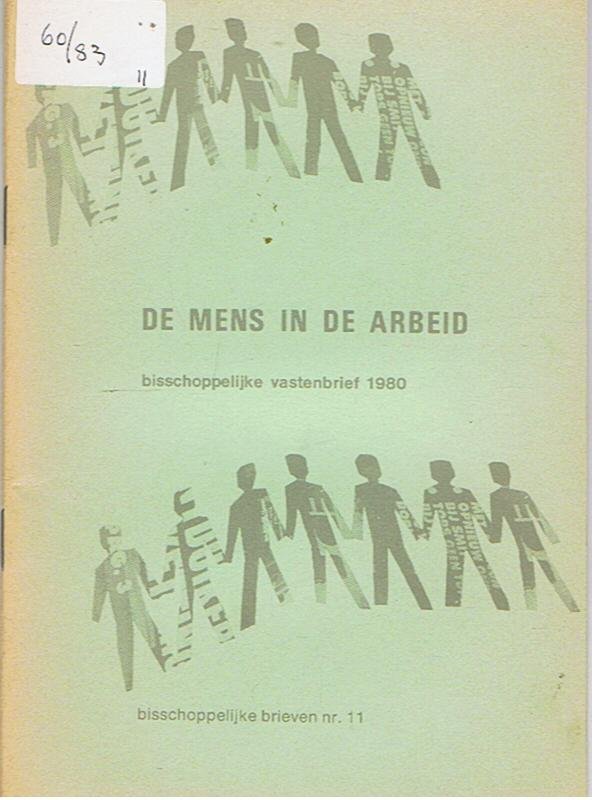 60/83
11
DE MENS IN DE ARBEID
bisschoppelijke vastenbrief 1980
bisschoppelijke brieven nr. 11